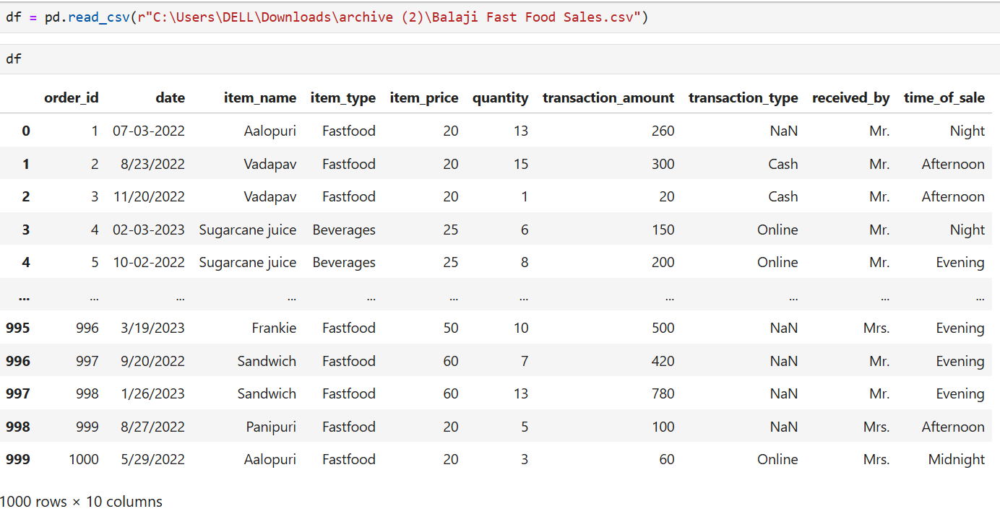 df = pd.read_csv(r"C:\Users\DELL\Downloads\archive (2)\Balaji Fast Food Sales.csv")
df
order_id date item_name item_type item_price quantity transaction_amount transaction_type received_by time_of_sale
0 1 07-03-2022 Aalopuri Fastfood 20 13 260 NaN Mr. Night
1 2 8/23/2022 Vadapav Fastfood 20 15 300 Cash Mr. Afternoon
2 3 11/20/2022 Vadapav Fastfood 20 1 20 Cash Mr. Afternoon
3 4 02-03-2023 Sugarcane juice Beverages 25 6 150 Online Mr. Night
4 5 10-02-2022 Sugarcane juice Beverages 25 8 200 Online Mr. Evening
... ... ... ... ... ... ... ... ... ... ...
995 996 3/19/2023 Frankie Fastfood 50 10 500 NaN Mrs. Evening
996 997 9/20/2022 Sandwich Fastfood 60 7 420 NaN Mr. Evening
997 998 1/26/2023 Sandwich Fastfood 60 13 780 NaN Mr. Evening
998 999 8/27/2022 Panipuri Fastfood 20 5 100 NaN Mrs. Afternoon
999 1000 5/29/2022 Aalopuri Fastfood 20 3 60 Online Mrs. Midnight
1000 rows × 10 columns